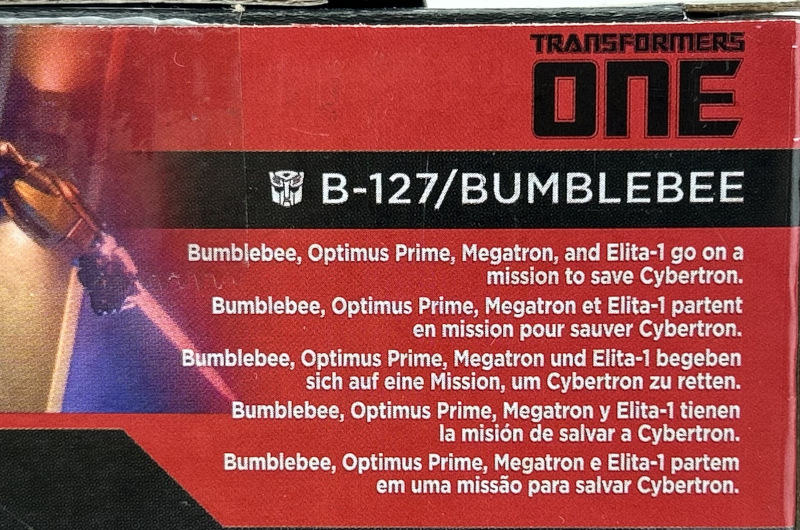 TRANSFORMERS
ONE
B-127/BUMBLEBEE
Bumblebee, Optimus Prime, Megatron, and Elita-1 go on a
mission to save Cybertron.
Bumblebee, Optimus Prime, Megatron et Elita-1 partent
en mission pour sauver Cybertron.
Bumblebee, Optimus Prime, Megatron und Elita-1 begeben
sich auf eine Mission, um Cybertron zu retten.
Bumblebee, Optimus Prime, Megatron y Elita-1 tienen
la misión de salvar a Cybertron.
Bumblebee, Optimus Prime, Megatron e Elita-1 partem
em uma missão para salvar Cybertron.